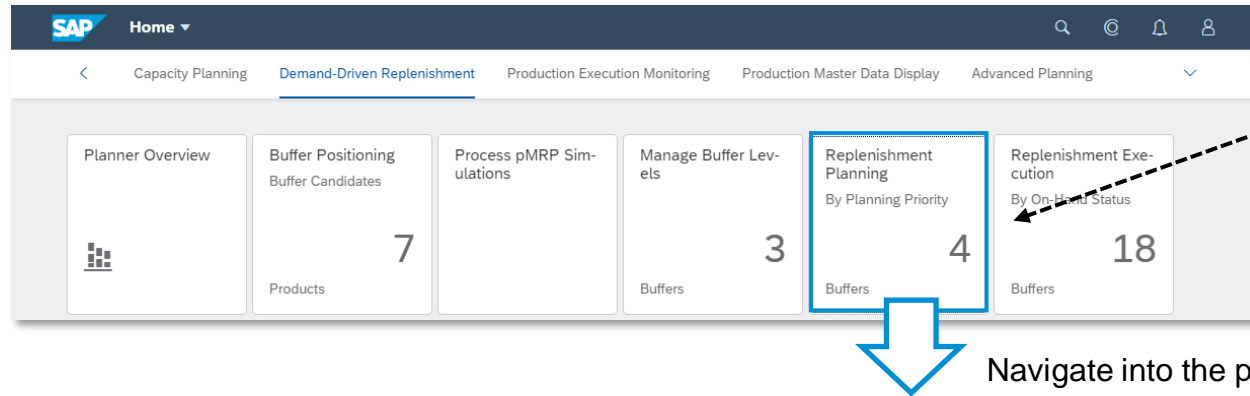 SAP Home
Capacity Planning Demand-Driven Replenishment Production Execution Monitoring Production Master Data Display Advanced Planning
Planner Overview
Buffer Positioning
Buffer Candidates
7
Products
Process pMRP Sim-
ulations
Manage Buffer Lev-
els
3
Buffers
Replenishment
Planning
By Planning Priority
4
Buffers
Replenishment Exe-
cution
By On-Hand Status
18
Buffers
Navigate into the p